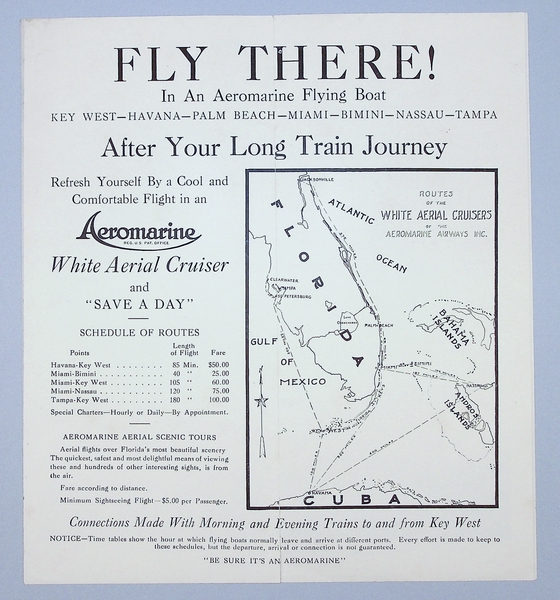 FLY THERE!
In An Aeromarine Flying Boat
KEY WEST—HAVANA—PALM BEACH—MIAMI—BIMINI—NASSAU—TAMPA
After Your Long Train Journey
Refresh Yourself By a Cool and
Comfortable Flight in an
Aeromarine
REG. U.S. PAT. OFFICE
White Aerial Cruiser
and
"SAVE A DAY"
SCHEDULE OF ROUTES
Points Length of Flight Fare
Havana-Key West . . . . . . . . . 85 Min. $50.00
Miami-Bimini . . . . . . . . . . . 40 " 25.00
Miami-Key West . . . . . . . . . 105 " 60.00
Miami-Nassau . . . . . . . . . . . 120 " 75.00
Tampa-Key West . . . . . . . . . 180 " 100.00
Special Charters—Hourly or Daily—By Appointment.
AEROMARINE AERIAL SCENIC TOURS
Aerial flights over Florida's most beautiful scenery
The quickest, safest and most delightful means of viewing
these and hundreds of other interesting sights, is from
the air.
Fare according to distance.
Minimum Sightseeing Flight—$5.00 per Passenger.
JACKSONVILLE
ROUTES
OF THE
WHITE AERIAL CRUISERS
OF THE
AEROMARINE AIRWAYS INC.
ATLANTIC
OCEAN
FLORIDA
CLEARWATER
TAMPA
ST PETERSBURG
PALM BEACH
GULF
OF
MEXICO
BAHAMA
ISLANDS
BIMINI
NASSAU
ANDROS
ISLANDS
KEY WEST
HAVANA
CUBA
Connections Made With Morning and Evening Trains to and from Key West
NOTICE—Time tables show the hour at which flying boats normally leave and arrive at different ports. Every effort is made to keep to
these schedules, but the departure, arrival or connection is not guaranteed.
"BE SURE IT'S AN AEROMARINE"